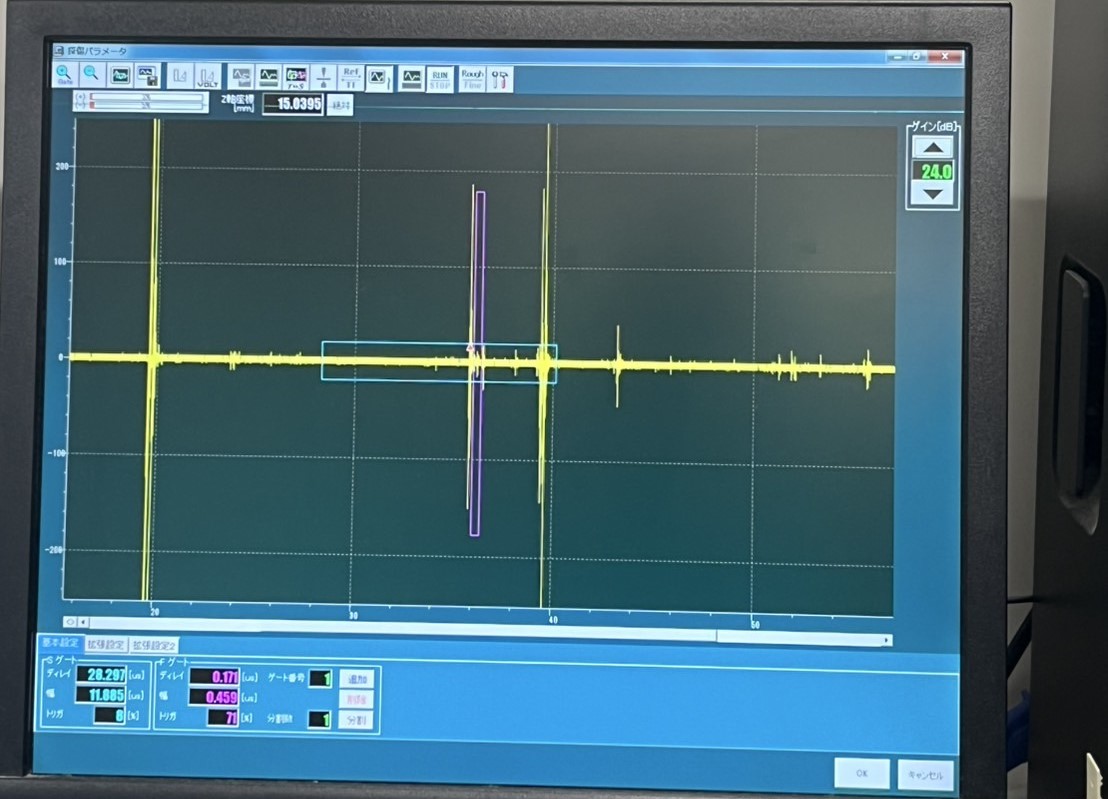 探傷パラメータ
Gate VOLT Ref. RUN STOP Rough Fine
Z軸座標 [mm] 15.0395
ゲイン[dB]
24.0
200
100
0
-100
-200
20 30 40 50
基本設定 拡張設定 拡張設定2
Sゲート
ディレイ 28.297 [us]
幅 11.885 [us]
トリガ 8 [%]
Fゲート
ディレイ 0.171 [us] ゲート番号 1 追加
幅 0.459 [us]
トリガ 71 [%] 分割数 1 分割
OK キャンセル